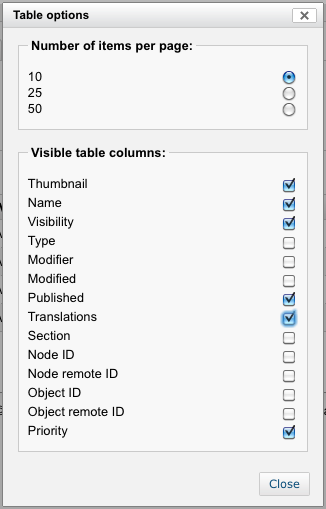 Table options
Number of items per page:
10
25
50
Visible table columns:
Thumbnail
Name
Visibility
Type
Modifier
Modified
Published
Translations
Section
Node ID
Node remote ID
Object ID
Object remote ID
Priority
Close